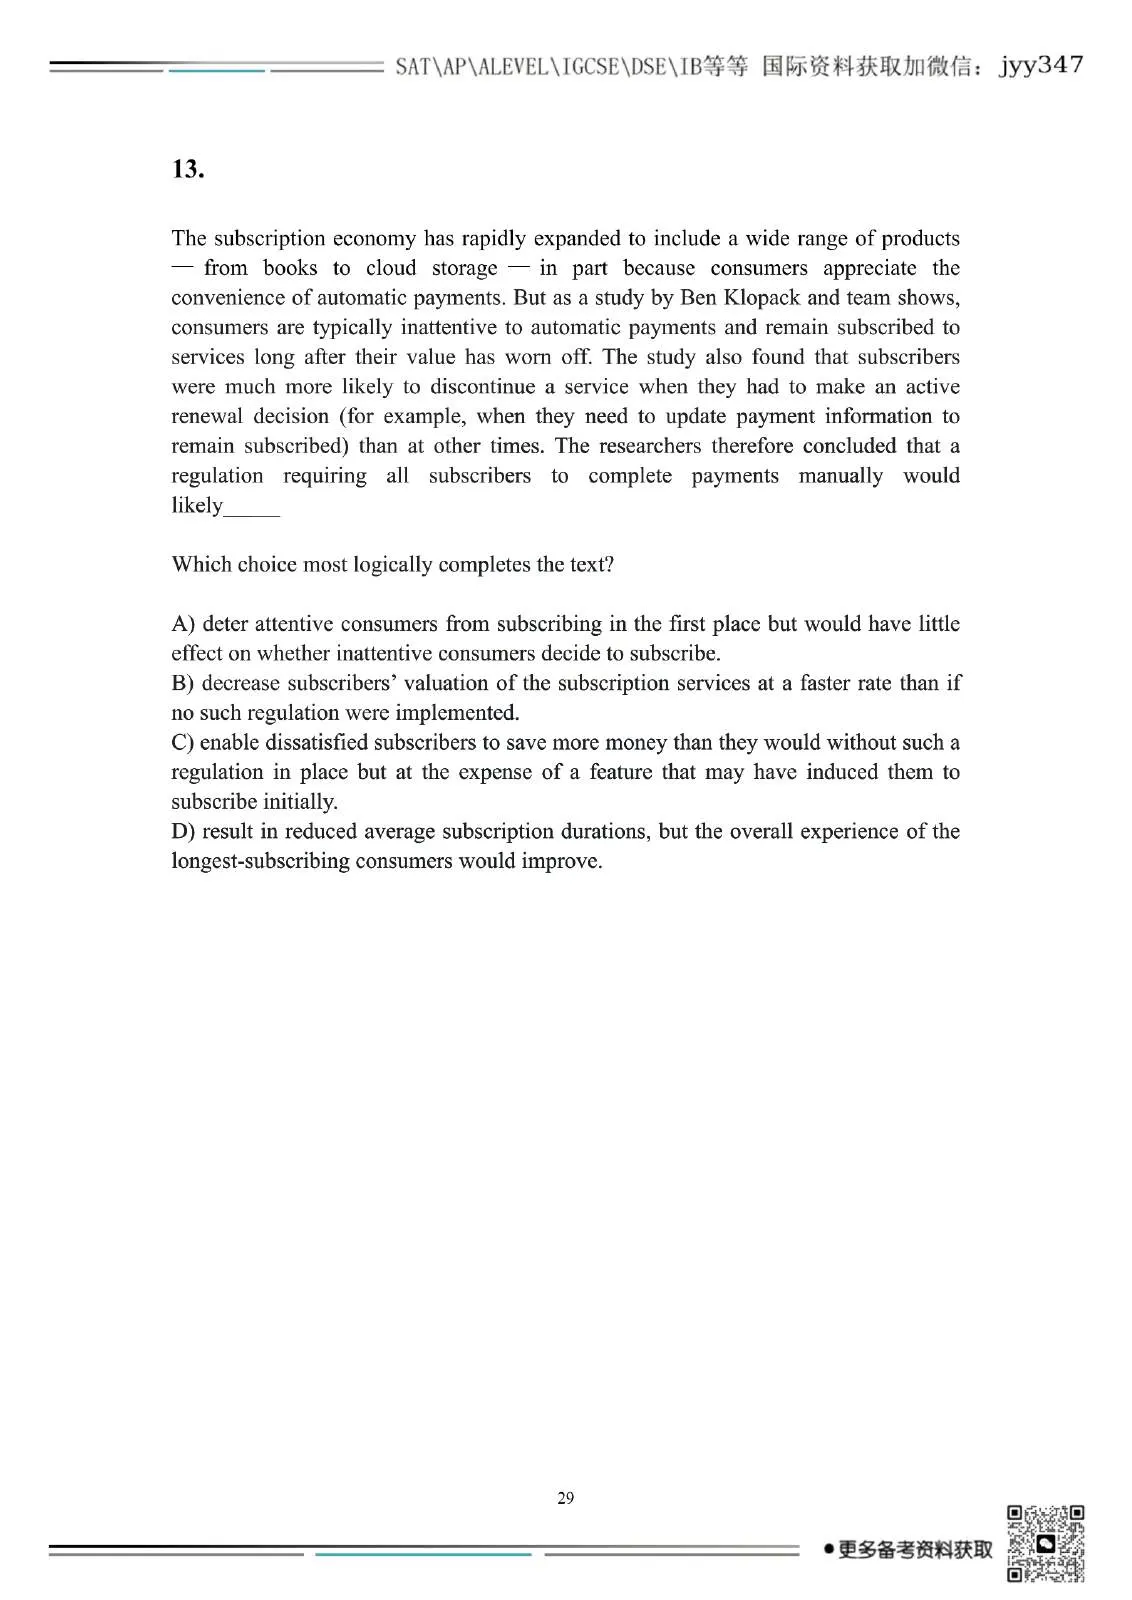 SAT\AP\ALEVEL\IGCSE\DSE\IB等等 国际资料获取加微信: jyy347
13.
The subscription economy has rapidly expanded to include a wide range of products
— from books to cloud storage — in part because consumers appreciate the
convenience of automatic payments. But as a study by Ben Klopack and team shows,
consumers are typically inattentive to automatic payments and remain subscribed to
services long after their value has worn off. The study also found that subscribers
were much more likely to discontinue a service when they had to make an active
renewal decision (for example, when they need to update payment information to
remain subscribed) than at other times. The researchers therefore concluded that a
regulation requiring all subscribers to complete payments manually would
likely_____
Which choice most logically completes the text?
A) deter attentive consumers from subscribing in the first place but would have little
effect on whether inattentive consumers decide to subscribe.
B) decrease subscribers’ valuation of the subscription services at a faster rate than if
no such regulation were implemented.
C) enable dissatisfied subscribers to save more money than they would without such a
regulation in place but at the expense of a feature that may have induced them to
subscribe initially.
D) result in reduced average subscription durations, but the overall experience of the
longest-subscribing consumers would improve.
29
●更多备考资料获取